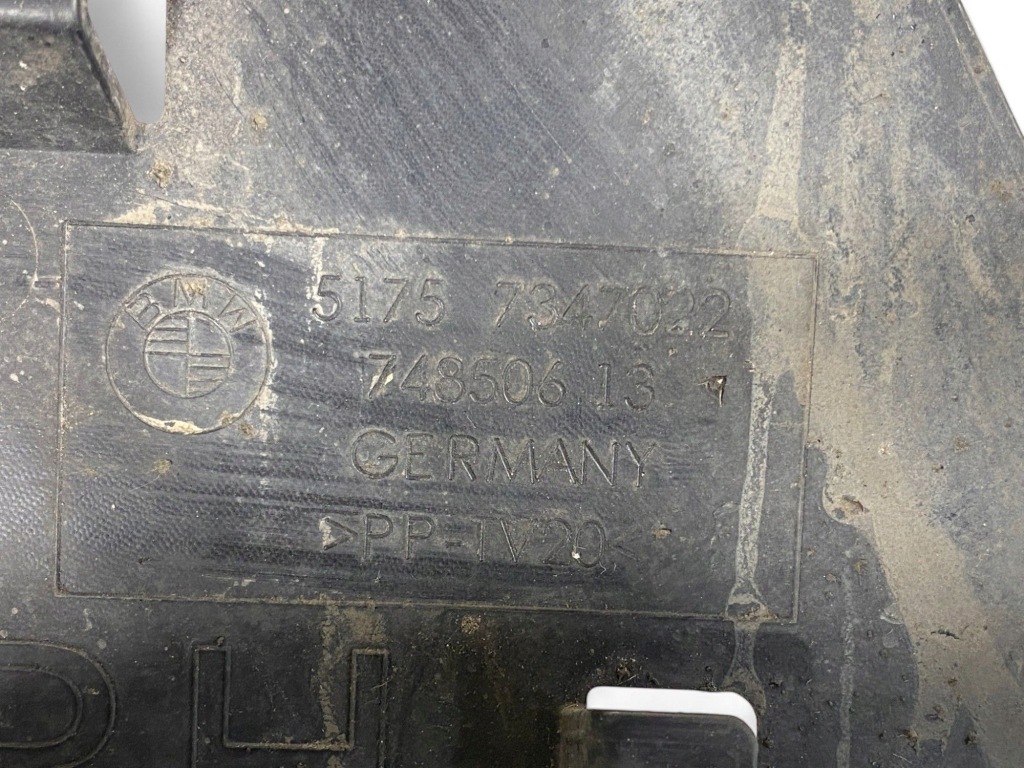 BMW
5175 7347022
748506.13
GERMANY
>PP-TV20<